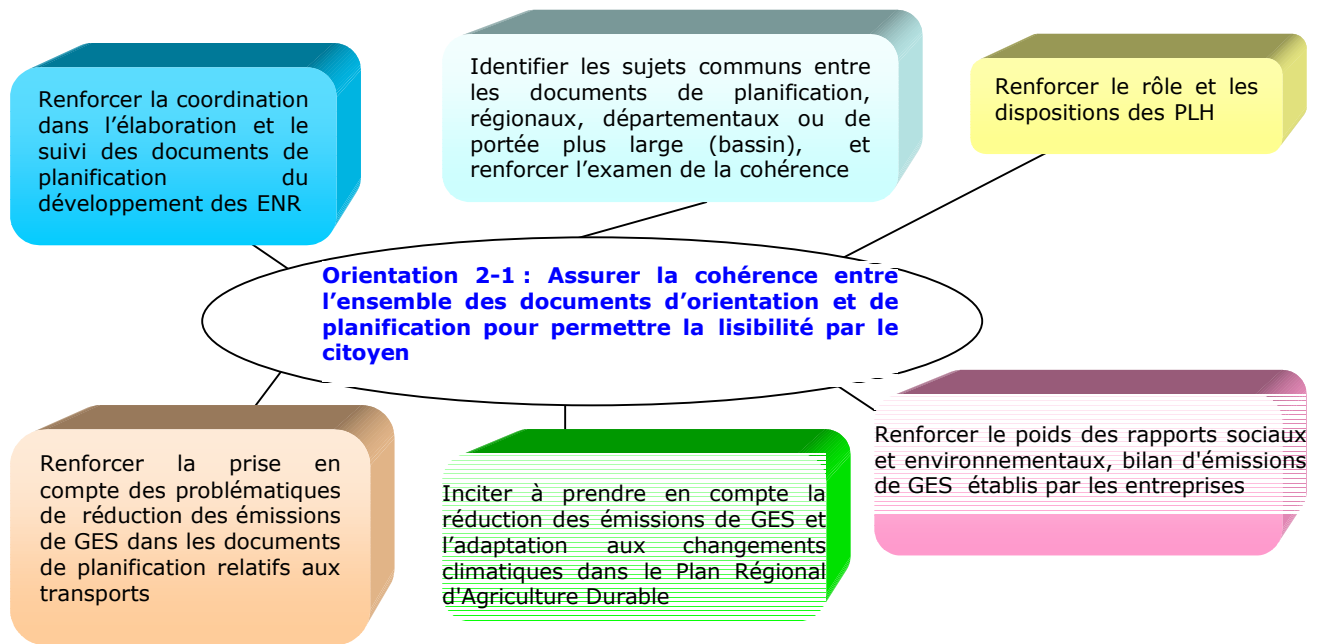 Renforcer la coordination
dans l'élaboration et le
suivi des documents de
planification du
développement des ENR
Identifier les sujets communs entre
les documents de planification,
régionaux, départementaux ou de
portée plus large (bassin), et
renforcer l'examen de la cohérence
Renforcer le rôle et les
dispositions des PLH
Orientation 2-1 : Assurer la cohérence entre
l'ensemble des documents d'orientation et de
planification pour permettre la lisibilité par le
citoyen
Renforcer la prise en
compte des problématiques
de réduction des émissions
de GES dans les documents
de planification relatifs aux
transports
Inciter à prendre en compte la
réduction des émissions de GES et
l'adaptation aux changements
climatiques dans le Plan Régional
d'Agriculture Durable
Renforcer le poids des rapports sociaux
et environnementaux, bilan d'émissions
de GES établis par les entreprises